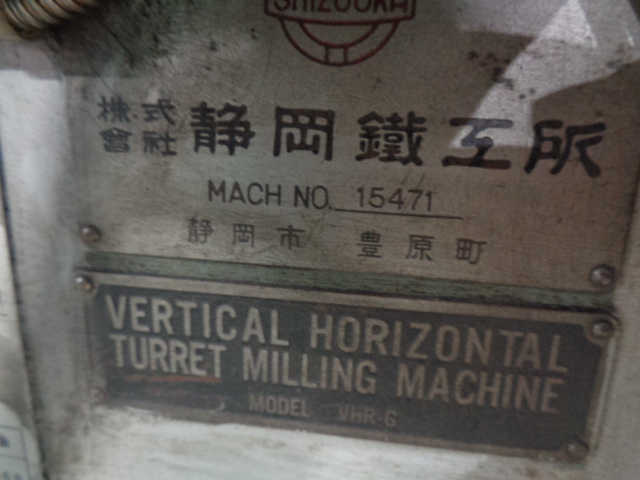 SHIZUOKA
株式會社 静岡鐵工所
MACH NO. 15471
静岡市 豊原町
VERTICAL HORIZONTAL
TURRET MILLING MACHINE
MODEL VHR-G